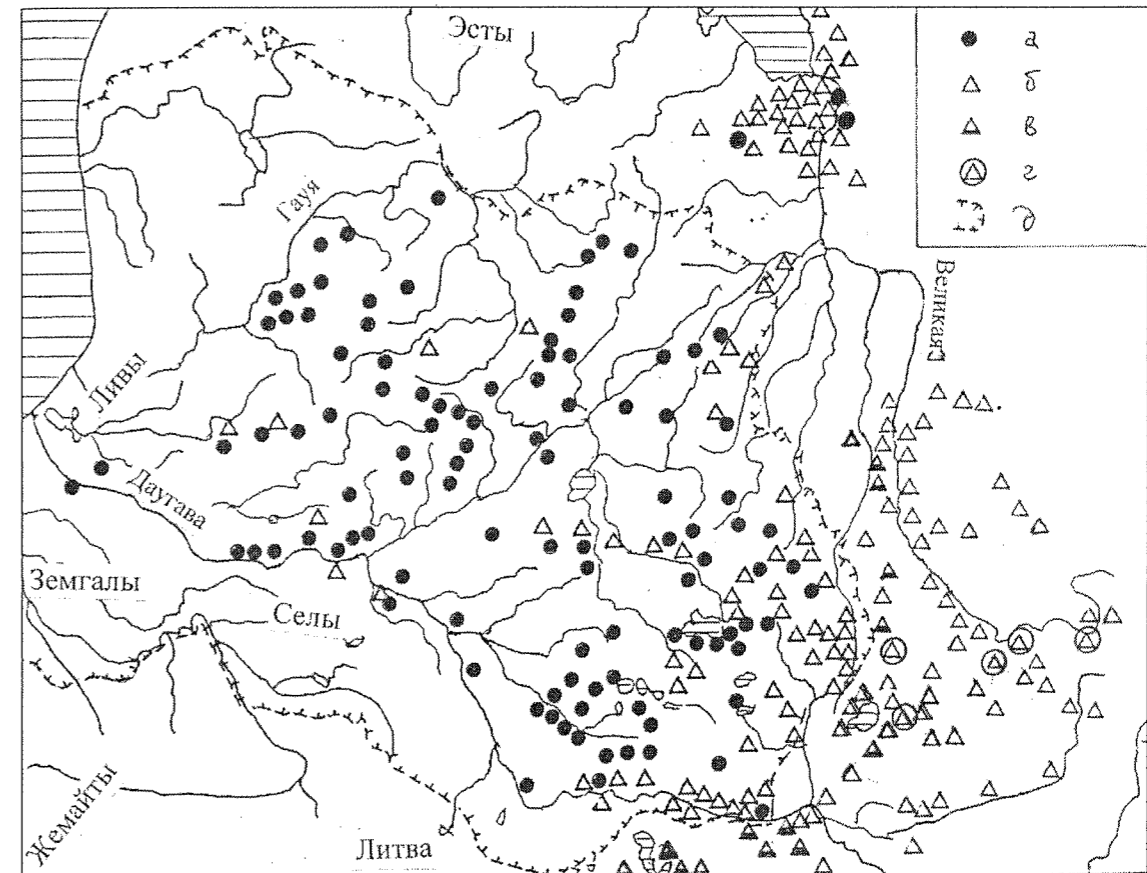 Эсты
а
б
в
г
д
Гауя
Великая
Ливы
Даугава
Земгалы
Селы
Жемайты
Литва